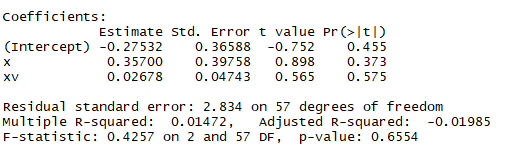 Coefficients:
Estimate Std. Error t value Pr(>|t|)
(Intercept) -0.27532 0.36588 -0.752 0.455
x 0.35700 0.39758 0.898 0.373
xv 0.02678 0.04743 0.565 0.575
Residual standard error: 2.834 on 57 degrees of freedom
Multiple R-squared: 0.01472, Adjusted R-squared: -0.01985
F-statistic: 0.4257 on 2 and 57 DF, p-value: 0.6554